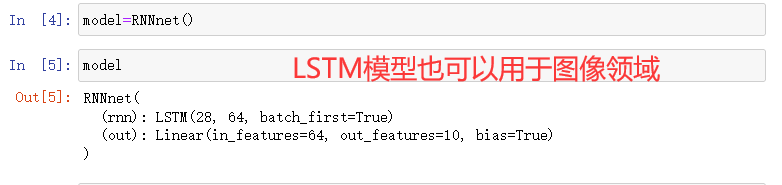 In [4]: model=RNNnet()
In [5]: model
LSTM模型也可以用于图像领域
Out[5]: RNNnet(
(rnn): LSTM(28, 64, batch_first=True)
(out): Linear(in_features=64, out_features=10, bias=True)
)